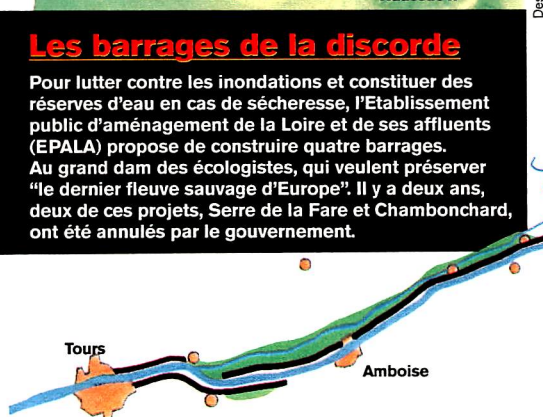 Les barrages de la discorde
Pour lutter contre les inondations et constituer des
réserves d'eau en cas de sécheresse, l'Etablissement
public d'aménagement de la Loire et de ses affluents
(EPALA) propose de construire quatre barrages.
Au grand dam des écologistes, qui veulent préserver
"le dernier fleuve sauvage d'Europe". Il y a deux ans,
deux de ces projets, Serre de la Fare et Chambonchard,
ont été annulés par le gouvernement.
Des
Tours
Amboise